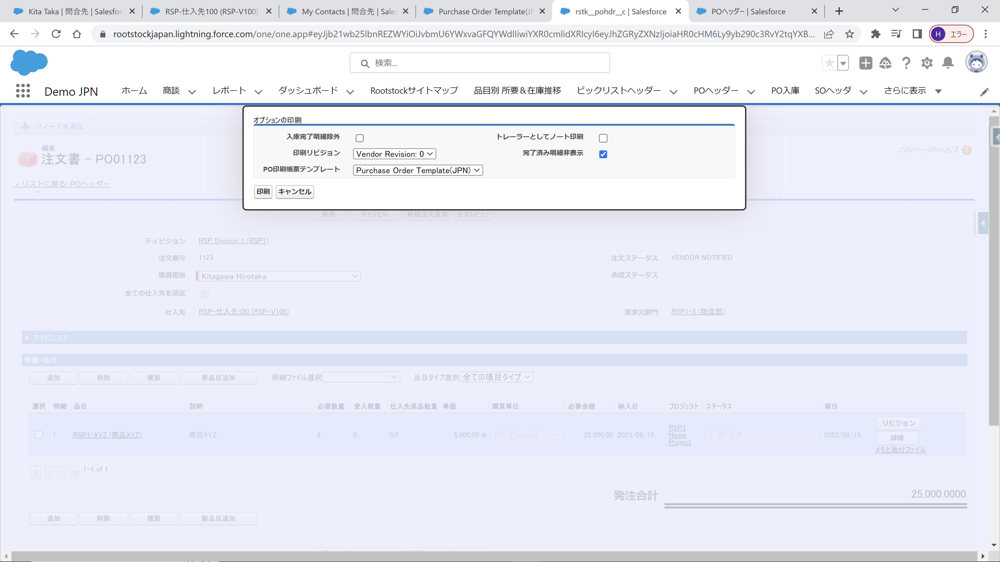 Kita Taka | 問合先 | Salesforc
RSP-仕入先100 (RSP-V100)
My Contacts | 問合先 | Sales
Purchase Order Template(JP
rstk__pohdr__c | Salesforce
POヘッダー | Salesforce
rootstockjapan.lightning.force.com/one/one.app#eyJjb21wb25lbnREZWYiOiJvbmU6YWxvaGFQYWdlIiwiYXR0cmlidXRlcyI6eyJhZGRyZXNzIjoiaHR0cHM6Ly9yb290c3RvY2tqYXB...
H エラー
検索...
Demo JPN
ホーム
商談
レポート
ダッシュボード
Rootstockサイトマップ
品目別 所要＆在庫推移
ピックリストヘッダー
POヘッダー
PO入庫
SOヘッダ
さらに表示
オプションの印刷
入庫完了明細除外
トレーラーとしてノート印刷
印刷リビジョン Vendor Revision: 0
完了済み明細非表示
PO印刷帳票テンプレート Purchase Order Template(JPN)
印刷 キャンセル
フィードを表示
編集
注文書 - PO01123
このページのヘルプ ?
« リストに戻る: POヘッダー
"
保存 キャンセル 新規注文追加 注文レビュー
ディビジョン RSP Division 1 (RSP1)
注文番号 1123
注文ステータス VENDOR NOTIFIED
購買担当 Kitagawa Hirotaka
承認ステータス
全ての仕入先を選定
仕入先 RSP-仕入先100 (RSP-V100)
要求元部門 RSP1-5 (物流部)
アドバンスド
明細・品目
追加 削除 複製 新品目追加 明細ファイル選択 品目タイプ選択 全ての項目タイプ
選択 明細 品目 説明 必要数量 受入数量 仕入先返品数量 単価 購買単位 必要金額 納入日 プロジェクト ステータス 期日
1 RSP1-XYZ (商品XYZ) 商品XYZ 5 0 0.0 5,000.00 PC (Pieces) 25,000.00 2023/06/16 RSP1 Home Project 5-発注済 2023/06/16
リビジョン
詳細
メモと添付ファイル
1-1 of 1
発注合計 25,000.0000
追加 削除 複製 新品目追加